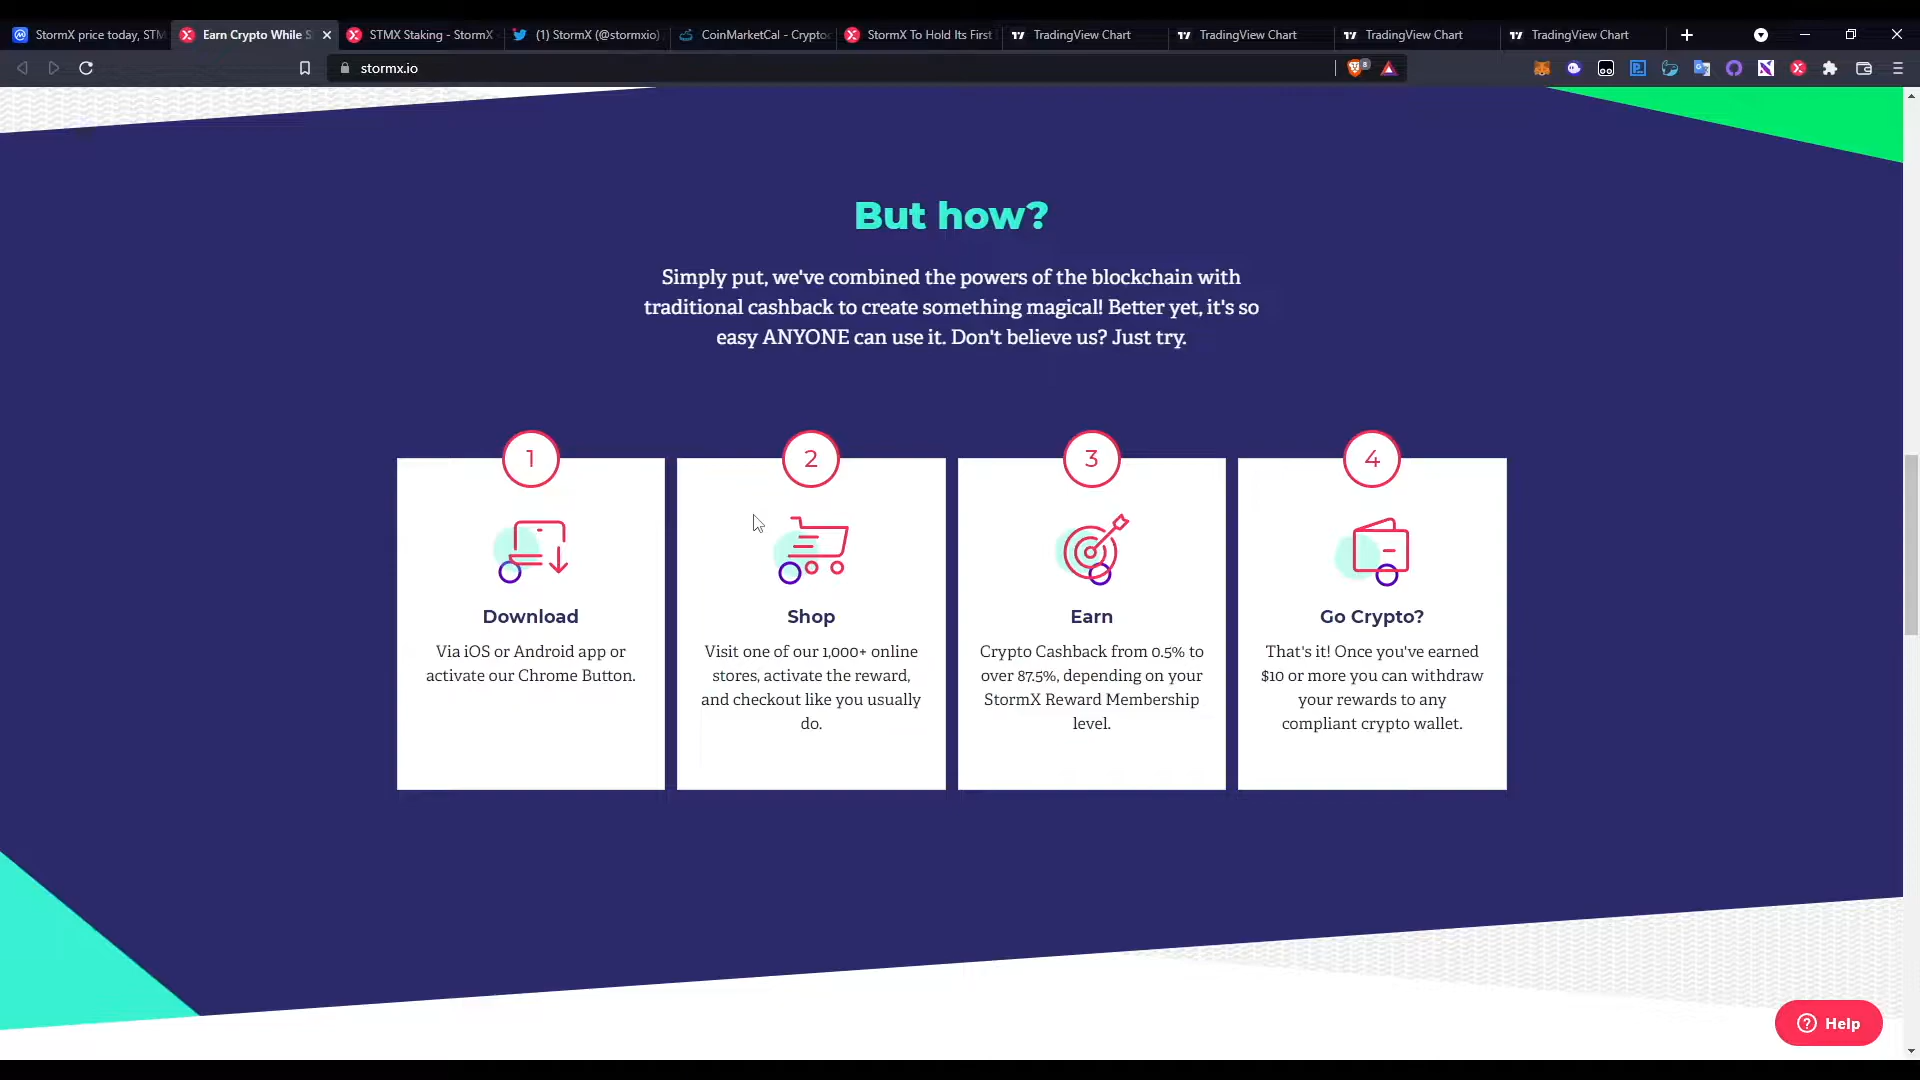 StormX price today, STM
Earn Crypto While S
STMX Staking - StormX
(1) StormX (@stormxio)
CoinMarketCal - Cryptoc
StormX To Hold Its First
TradingView Chart
TradingView Chart
TradingView Chart
TradingView Chart
stormx.io
8
But how?
Simply put, we've combined the powers of the blockchain with
traditional cashback to create something magical! Better yet, it's so
easy ANYONE can use it. Don't believe us? Just try.
1
Download
Via iOS or Android app or
activate our Chrome Button.
2
Shop
Visit one of our 1,000+ online
stores, activate the reward,
and checkout like you usually
do.
3
Earn
Crypto Cashback from 0.5% to
over 87.5%, depending on your
StormX Reward Membership
level.
4
Go Crypto?
That's it! Once you've earned
$10 or more you can withdraw
your rewards to any
compliant crypto wallet.
Help